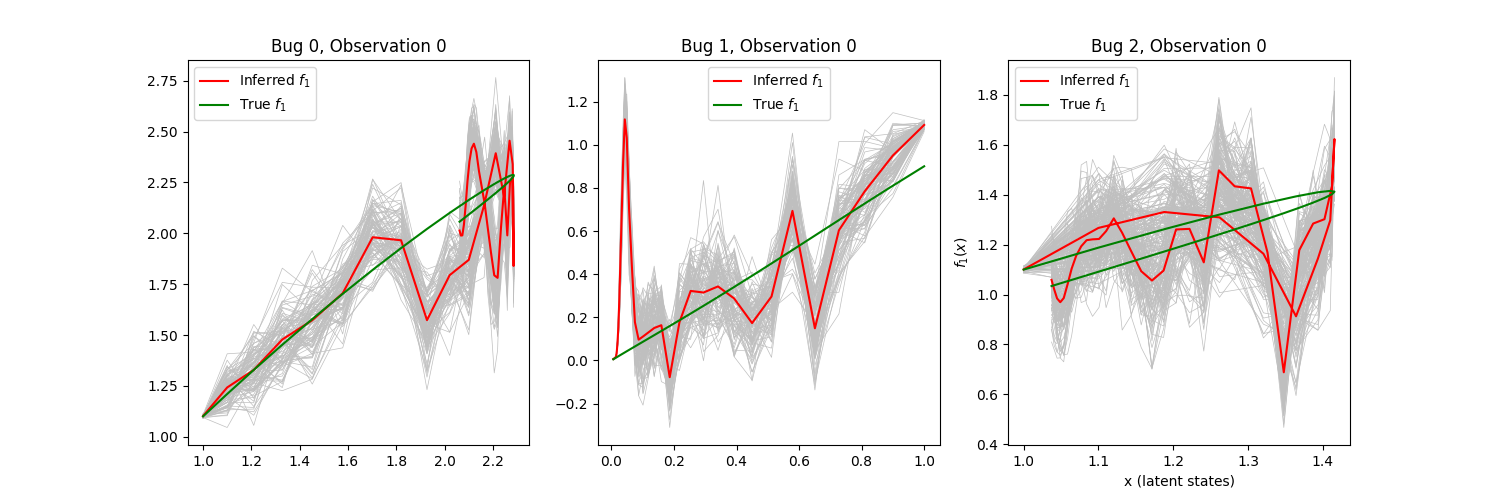 Bug 0, Observation 0
Inferred f₁
True f₁
2.75
2.50
2.25
2.00
1.75
1.50
1.25
1.00
1.0 1.2 1.4 1.6 1.8 2.0 2.2
Bug 1, Observation 0
Inferred f₁
True f₁
1.2
1.0
0.8
0.6
0.4
0.2
0.0
−0.2
0.0 0.2 0.4 0.6 0.8 1.0
Bug 2, Observation 0
Inferred f₁
True f₁
f₁(x)
1.8
1.6
1.4
1.2
1.0
0.8
0.6
0.4
1.0 1.1 1.2 1.3 1.4
x (latent states)